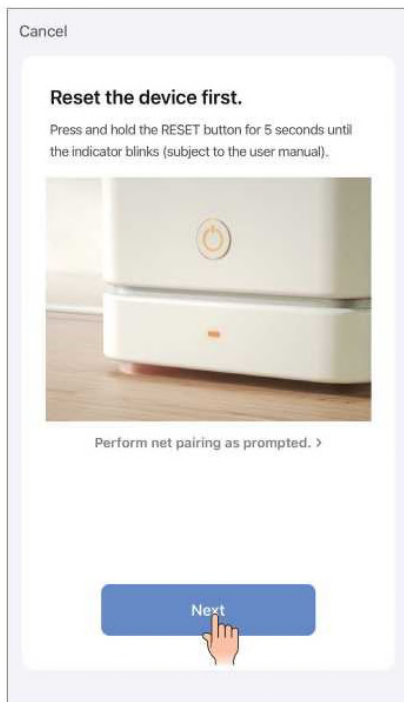 Cancel
Reset the device first.
Press and hold the RESET button for 5 seconds until
the indicator blinks (subject to the user manual).
Perform net pairing as prompted. >
Next